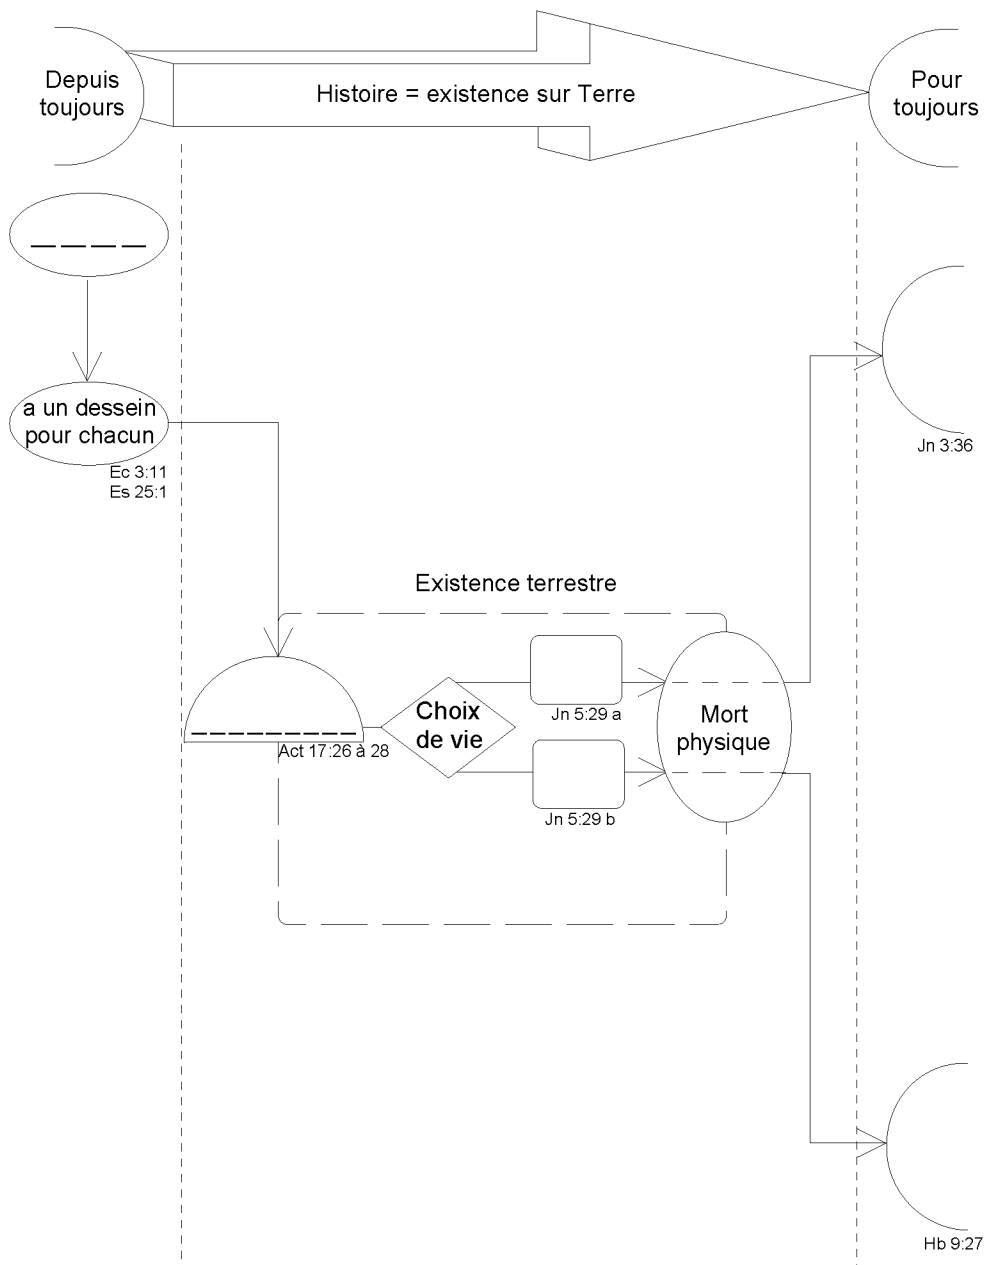 Depuis
toujours
Histoire = existence sur Terre
Pour
toujours
a un dessein
pour chacun
Ec 3:11
Es 25:1
Jn 3:36
Existence terrestre
Choix
de vie
Jn 5:29 a
Mort
physique
Act 17:26 à 28
Jn 5:29 b
Hb 9:27